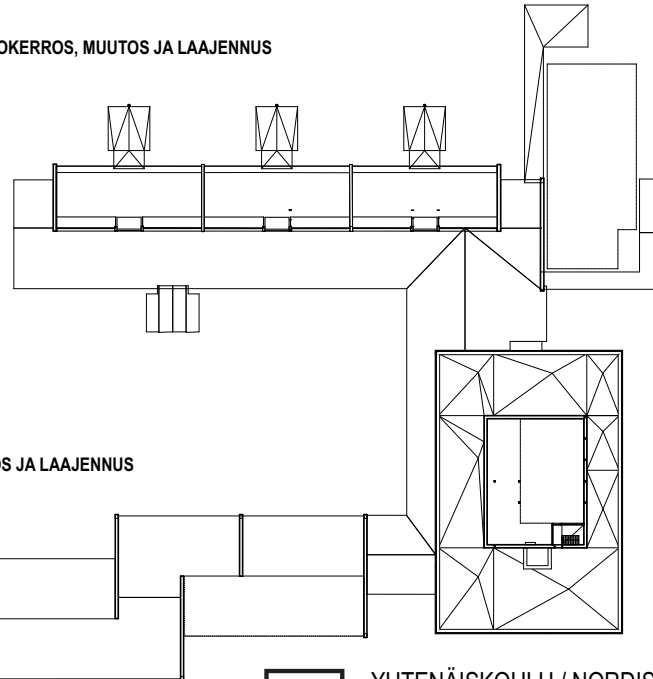 OKERROS, MUUTOS JA LAAJENNUS
OS JA LAAJENNUS
YHTENÄISKOULU / NORDIS